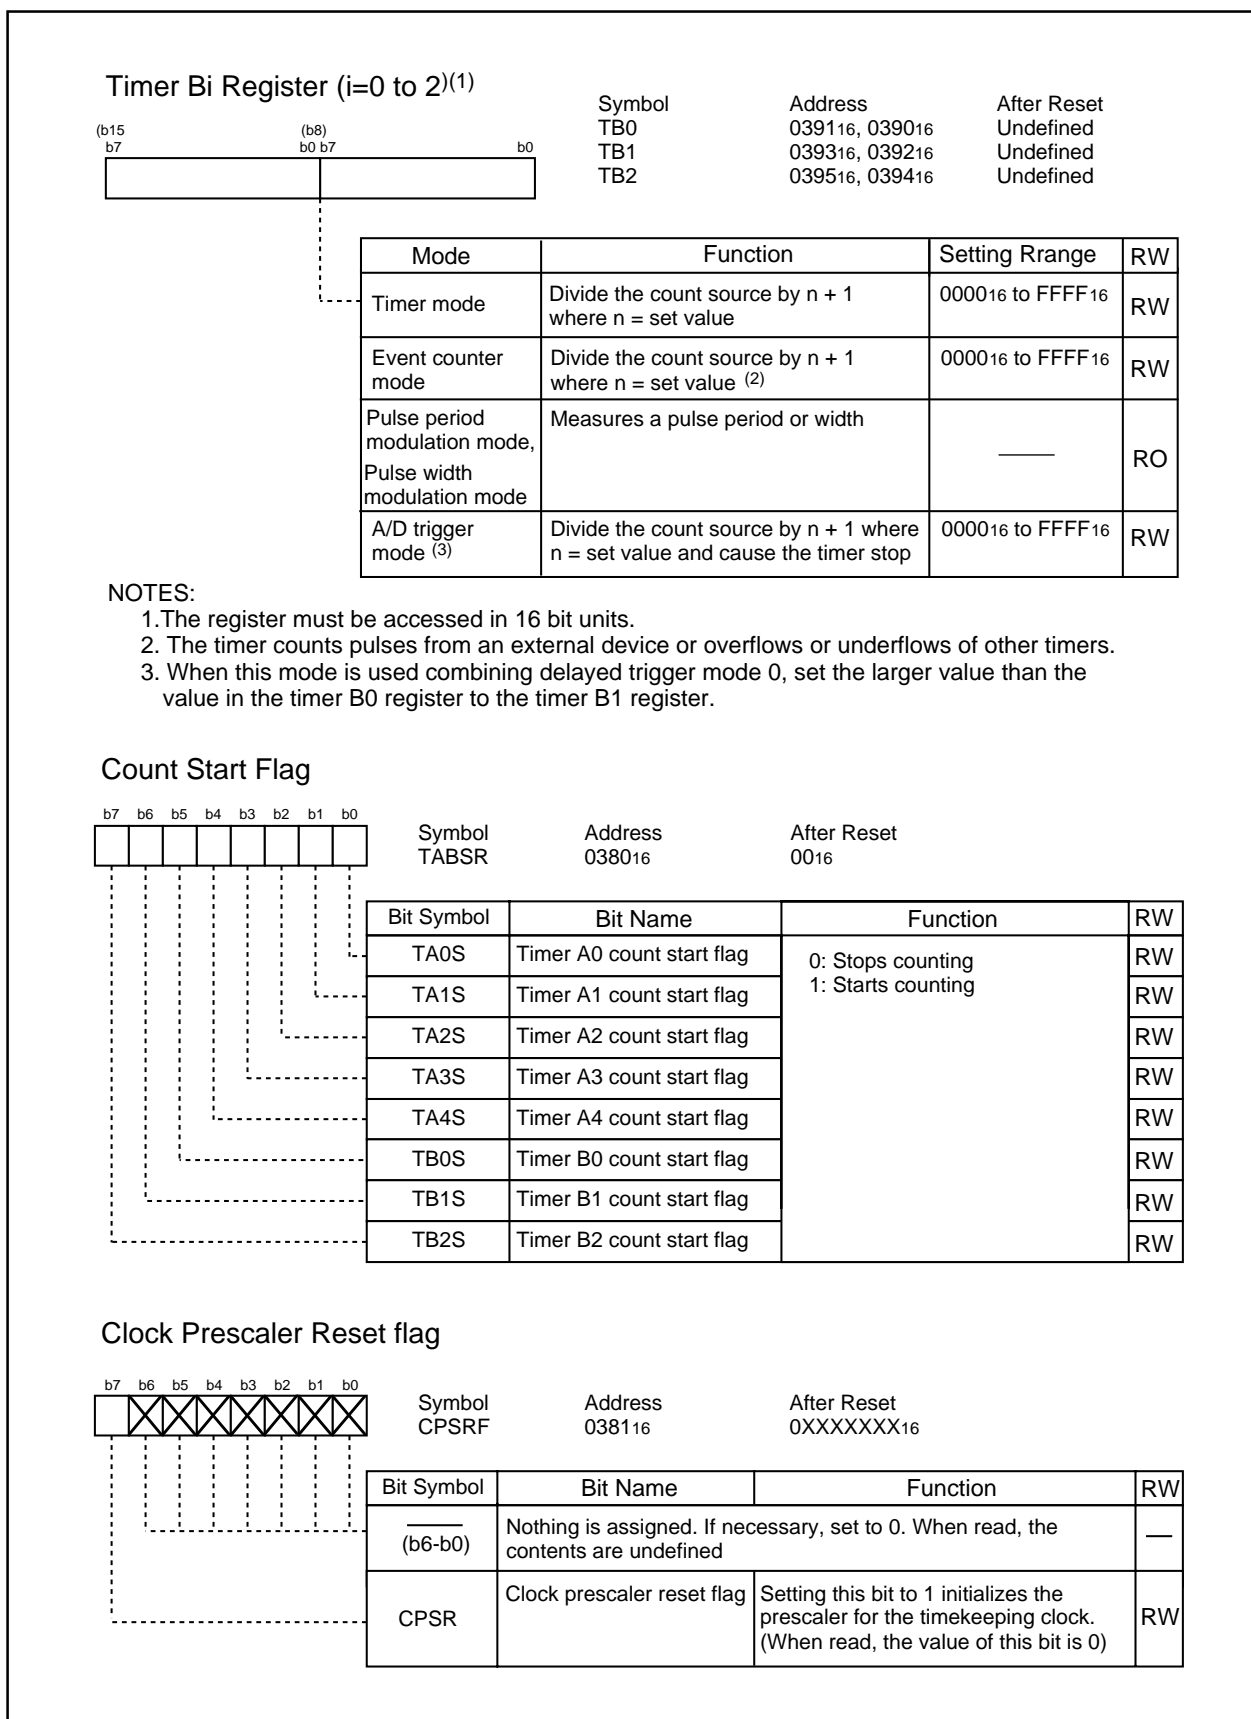 Timer Bi Register (i=0 to 2)(1)
Symbol Address After Reset
TB0 039116, 039016 Undefined
TB1 039316, 039216 Undefined
TB2 039516, 039416 Undefined
(b15 (b8)
b7 b0 b7 b0
Mode Function Setting Rrange RW
Timer mode Divide the count source by n + 1 where n = set value 000016 to FFFF16 RW
Event counter mode Divide the count source by n + 1 where n = set value (2) 000016 to FFFF16 RW
Pulse period modulation mode, Pulse width modulation mode Measures a pulse period or width —— RO
A/D trigger mode (3) Divide the count source by n + 1 where n = set value and cause the timer stop 000016 to FFFF16 RW
NOTES:
1.The register must be accessed in 16 bit units.
2. The timer counts pulses from an external device or overflows or underflows of other timers.
3. When this mode is used combining delayed trigger mode 0, set the larger value than the
value in the timer B0 register to the timer B1 register.
Count Start Flag
b7 b6 b5 b4 b3 b2 b1 b0
Symbol Address After Reset
TABSR 038016 0016
Bit Symbol Bit Name Function RW
TA0S Timer A0 count start flag 0: Stops counting RW
1: Starts counting
TA1S Timer A1 count start flag RW
TA2S Timer A2 count start flag RW
TA3S Timer A3 count start flag RW
TA4S Timer A4 count start flag RW
TB0S Timer B0 count start flag RW
TB1S Timer B1 count start flag RW
TB2S Timer B2 count start flag RW
Clock Prescaler Reset flag
b7 b6 b5 b4 b3 b2 b1 b0
Symbol Address After Reset
CPSRF 038116 0XXXXXXX16
Bit Symbol Bit Name Function RW
—— (b6-b0) Nothing is assigned. If necessary, set to 0. When read, the contents are undefined —
CPSR Clock prescaler reset flag Setting this bit to 1 initializes the prescaler for the timekeeping clock. (When read, the value of this bit is 0) RW